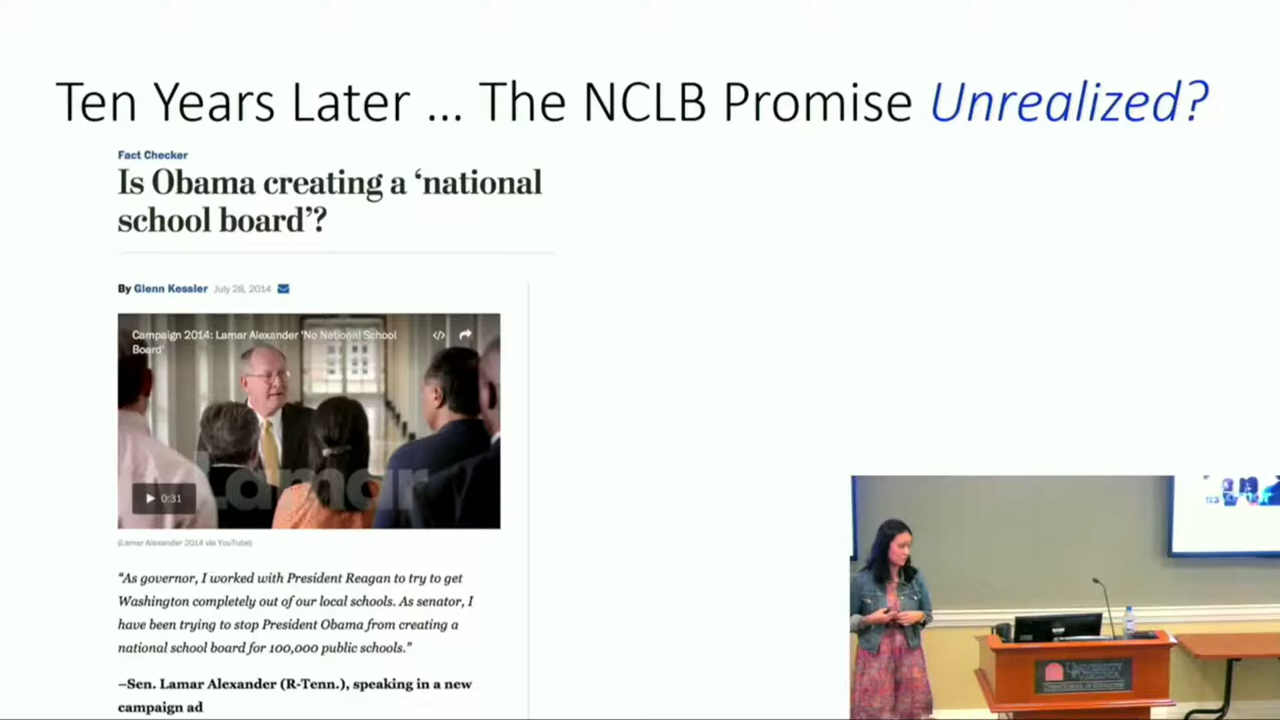 Ten Years Later ... The NCLB Promise Unrealized?
Fact Checker
Is Obama creating a ‘national
school board’?
By Glenn Kessler July 28, 2014
Campaign 2014: Lamar Alexander 'No National School
Board'
Lamar
0:31
(Lamar Alexander 2014 via YouTube)
“As governor, I worked with President Reagan to try to get
Washington completely out of our local schools. As senator, I
have been trying to stop President Obama from creating a
national school board for 100,000 public schools.”
–Sen. Lamar Alexander (R-Tenn.), speaking in a new
campaign ad
UNIVERSITY
of VIRGINIA